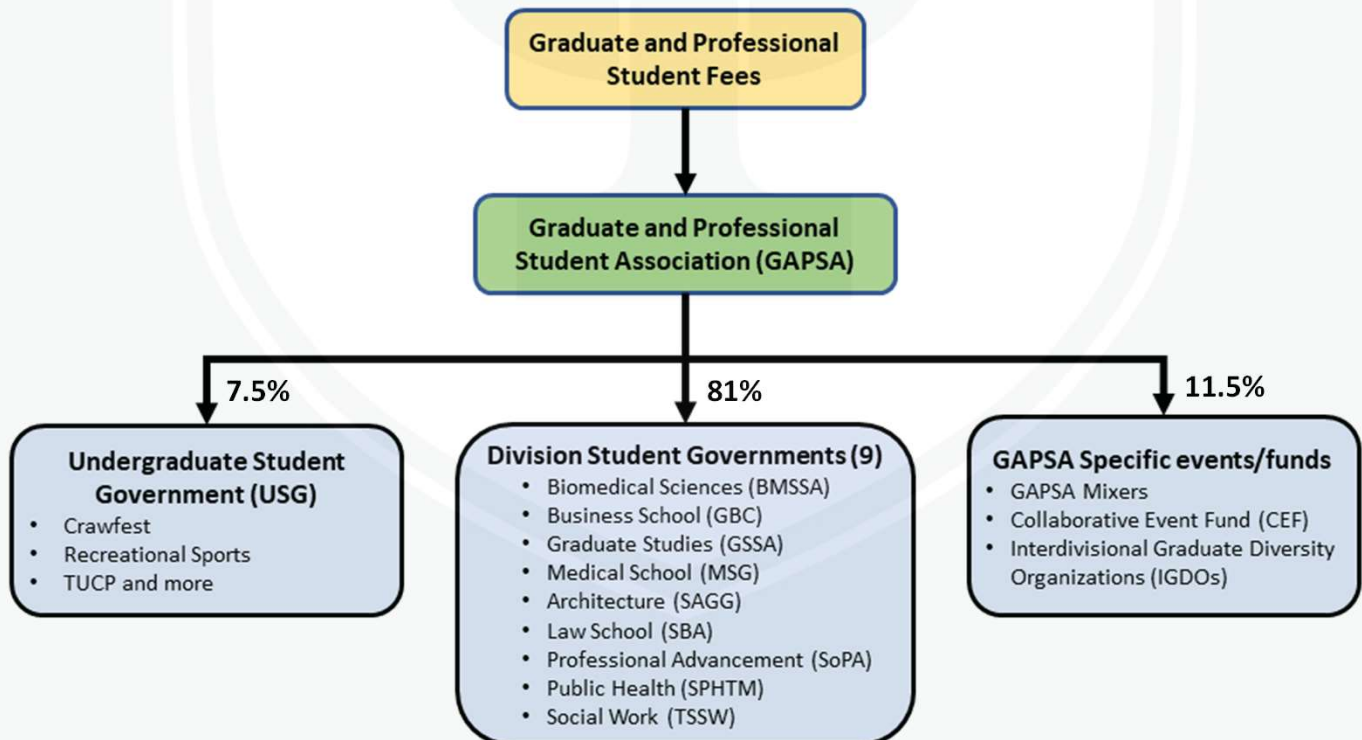 Graduate and Professional
Student Fees
Graduate and Professional
Student Association (GAPSA)
7.5%
81%
11.5%
Undergraduate Student
Government (USG)
• Crawfest
• Recreational Sports
• TUCP and more
Division Student Governments (9)
• Biomedical Sciences (BMSSA)
• Business School (GBC)
• Graduate Studies (GSSA)
• Medical School (MSG)
• Architecture (SAGG)
• Law School (SBA)
• Professional Advancement (SoPA)
• Public Health (SPHTM)
• Social Work (TSSW)
GAPSA Specific events/funds
• GAPSA Mixers
• Collaborative Event Fund (CEF)
• Interdivisional Graduate Diversity
Organizations (IGDOs)